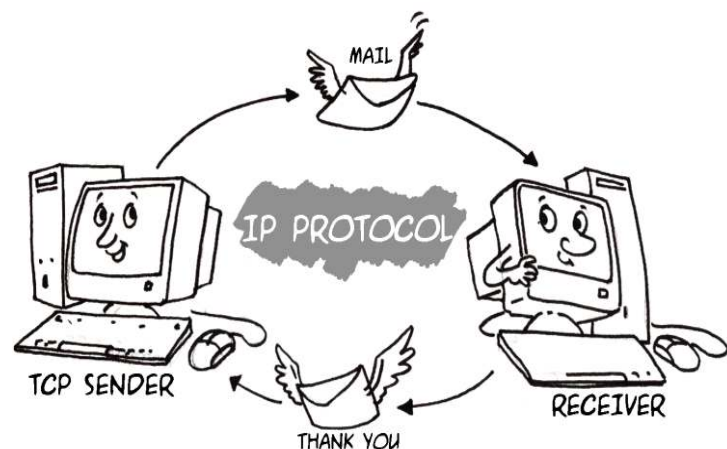 MAIL
IP PROTOCOL
TCP SENDER
RECEIVER
THANK YOU